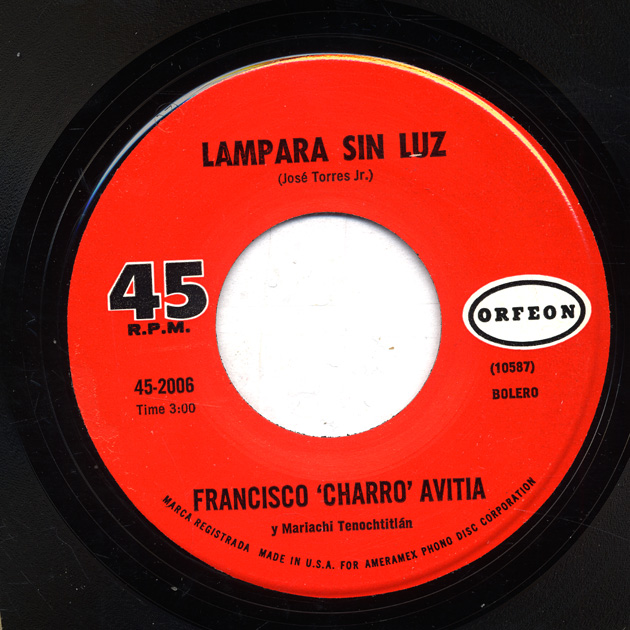 LAMPARA SIN LUZ
(José Torres Jr.)
45
R.P.M.
ORFEON
45-2006
Time 3:00
(10587)
BOLERO
FRANCISCO 'CHARRO' AVITIA
y Mariachi Tenochtitlán
MARCA REGISTRADA MADE IN U.S.A. FOR AMERAMEX PHONO DISC CORPORATION